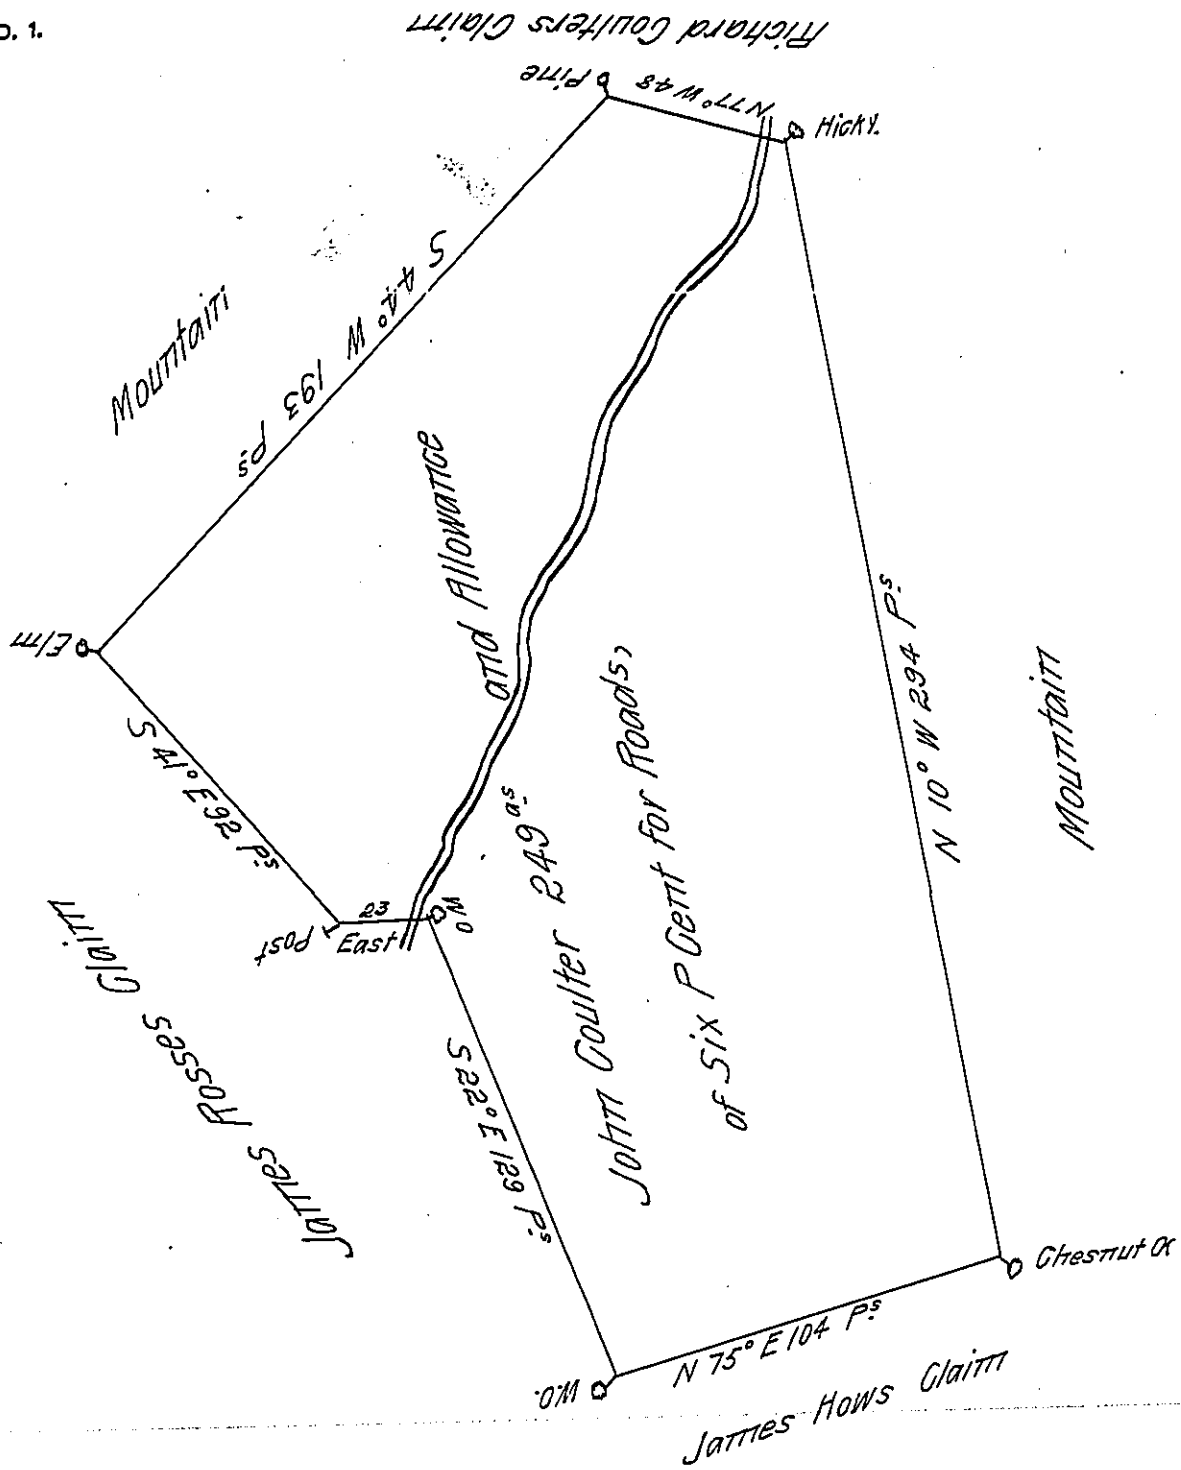 o. 1.
Richard Coulters Claim
Pine
N 77° W 48
Hicky.
Mountain
S 44° W 193 Ps
Elm
S 41° E 92 Ps
Post
23
East
W.O
James Rosses Claim
S 22° E 129 Ps
W.O.
N 75° E 104 Ps
James Hows Claim
Chesnut O
N 10° W 294 Ps
Mountain
John Coulter 249as
and Allowance
of Six P Cent for Roads,